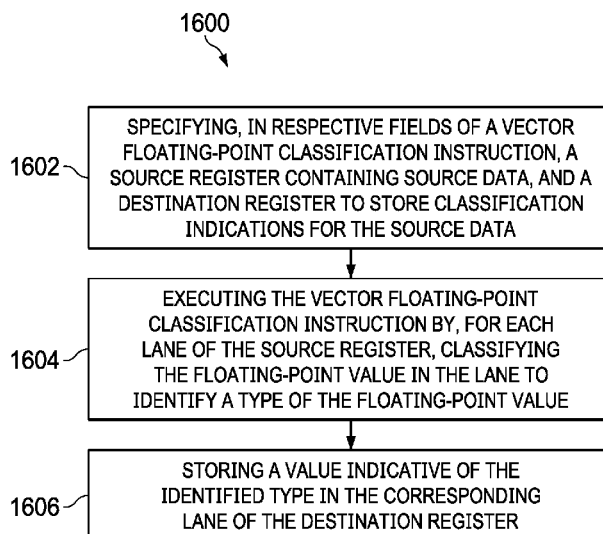 1600
1602
SPECIFYING, IN RESPECTIVE FIELDS OF A VECTOR
FLOATING-POINT CLASSIFICATION INSTRUCTION, A
SOURCE REGISTER CONTAINING SOURCE DATA, AND A
DESTINATION REGISTER TO STORE CLASSIFICATION
INDICATIONS FOR THE SOURCE DATA
1604
EXECUTING THE VECTOR FLOATING-POINT
CLASSIFICATION INSTRUCTION BY, FOR EACH
LANE OF THE SOURCE REGISTER, CLASSIFYING
THE FLOATING-POINT VALUE IN THE LANE TO
IDENTIFY A TYPE OF THE FLOATING-POINT VALUE
1606
STORING A VALUE INDICATIVE OF THE
IDENTIFIED TYPE IN THE CORRESPONDING
LANE OF THE DESTINATION REGISTER